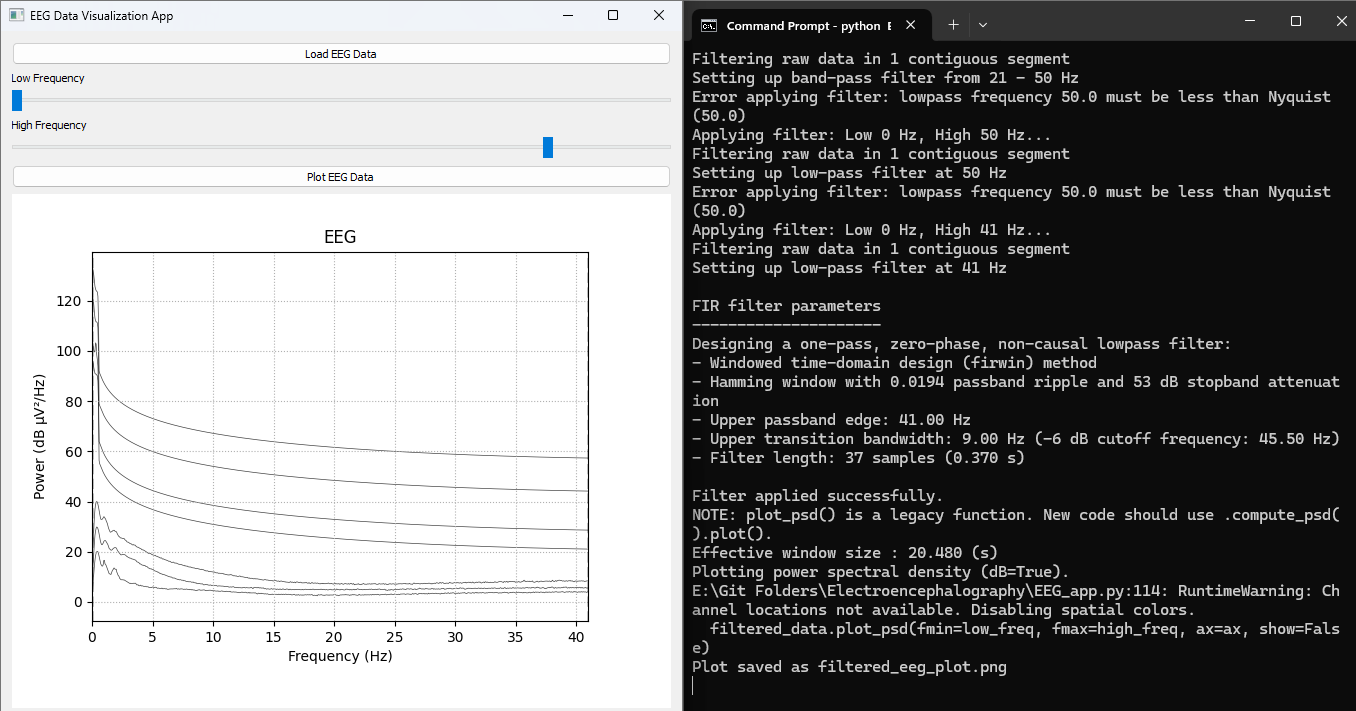 EEG Data Visualization App
Load EEG Data
Low Frequency
High Frequency
Plot EEG Data
EEG
120
100
80
60
40
20
0
Power (dB µV²/Hz)
0 5 10 15 20 25 30 35 40
Frequency (Hz)
Command Prompt - python E
Filtering raw data in 1 contiguous segment
Setting up band-pass filter from 21 - 50 Hz
Error applying filter: lowpass frequency 50.0 must be less than Nyquist
(50.0)
Applying filter: Low 0 Hz, High 50 Hz...
Filtering raw data in 1 contiguous segment
Setting up low-pass filter at 50 Hz
Error applying filter: lowpass frequency 50.0 must be less than Nyquist
(50.0)
Applying filter: Low 0 Hz, High 41 Hz...
Filtering raw data in 1 contiguous segment
Setting up low-pass filter at 41 Hz
FIR filter parameters
---------------------
Designing a one-pass, zero-phase, non-causal lowpass filter:
- Windowed time-domain design (firwin) method
- Hamming window with 0.0194 passband ripple and 53 dB stopband attenuat
ion
- Upper passband edge: 41.00 Hz
- Upper transition bandwidth: 9.00 Hz (-6 dB cutoff frequency: 45.50 Hz)
- Filter length: 37 samples (0.370 s)
Filter applied successfully.
NOTE: plot_psd() is a legacy function. New code should use .compute_psd(
).plot().
Effective window size : 20.480 (s)
Plotting power spectral density (dB=True).
E:\Git Folders\Electroencephalography\EEG_app.py:114: RuntimeWarning: Ch
annel locations not available. Disabling spatial colors.
  filtered_data.plot_psd(fmin=low_freq, fmax=high_freq, ax=ax, show=Fals
e)
Plot saved as filtered_eeg_plot.png